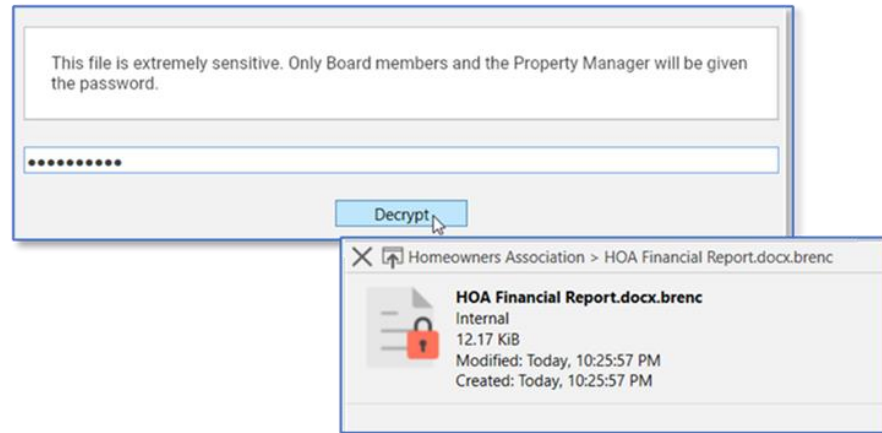 This file is extremely sensitive. Only Board members and the Property Manager will be given
the password.
••••••••••
Decrypt
Homeowners Association > HOA Financial Report.docx.brenc
HOA Financial Report.docx.brenc
Internal
12.17 KiB
Modified: Today, 10:25:57 PM
Created: Today, 10:25:57 PM